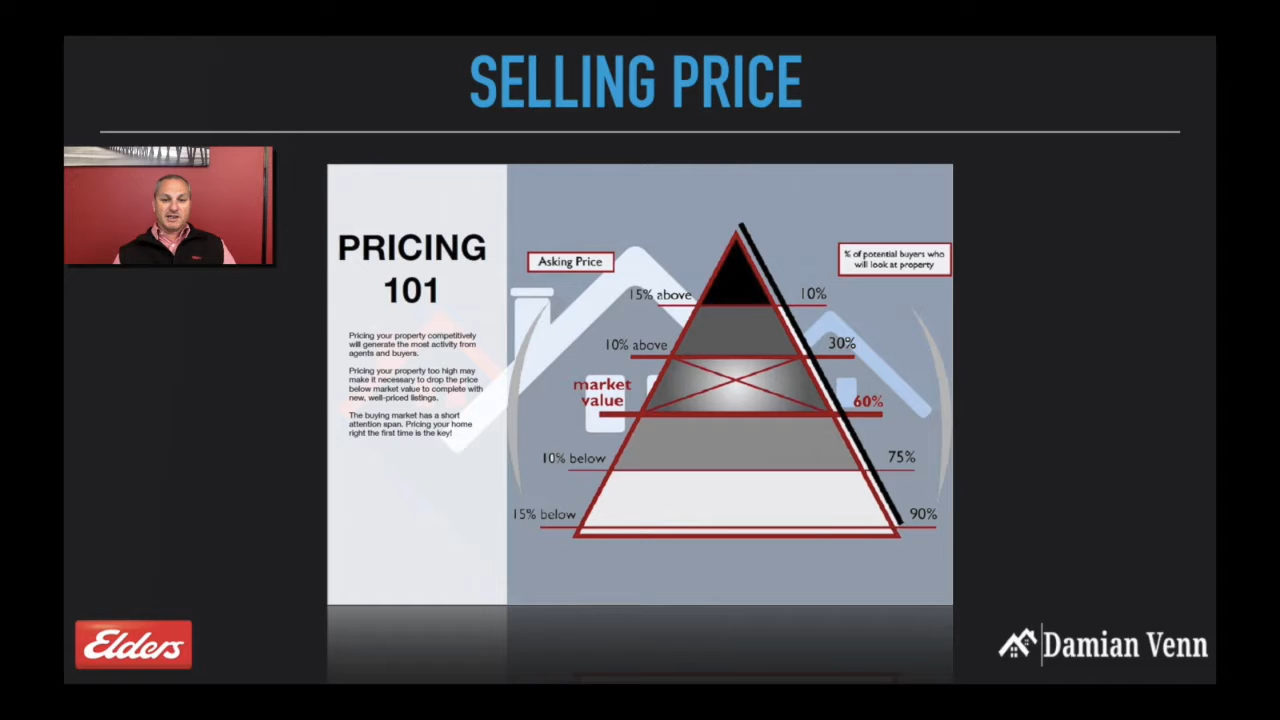 SELLING PRICE
PRICING
101
Pricing your property competitively
will generate the most activity from
agents and buyers.
Pricing your property too high may
make it necessary to drop the price
below market value to complete with
new, well-priced listings.
The buying market has a short
attention span. Pricing your home
right the first time is the key!
Asking Price
% of potential buyers who
will look at property
15% above
10%
10% above
30%
market
value
60%
10% below
75%
15% below
90%
Elders
Damian Venn